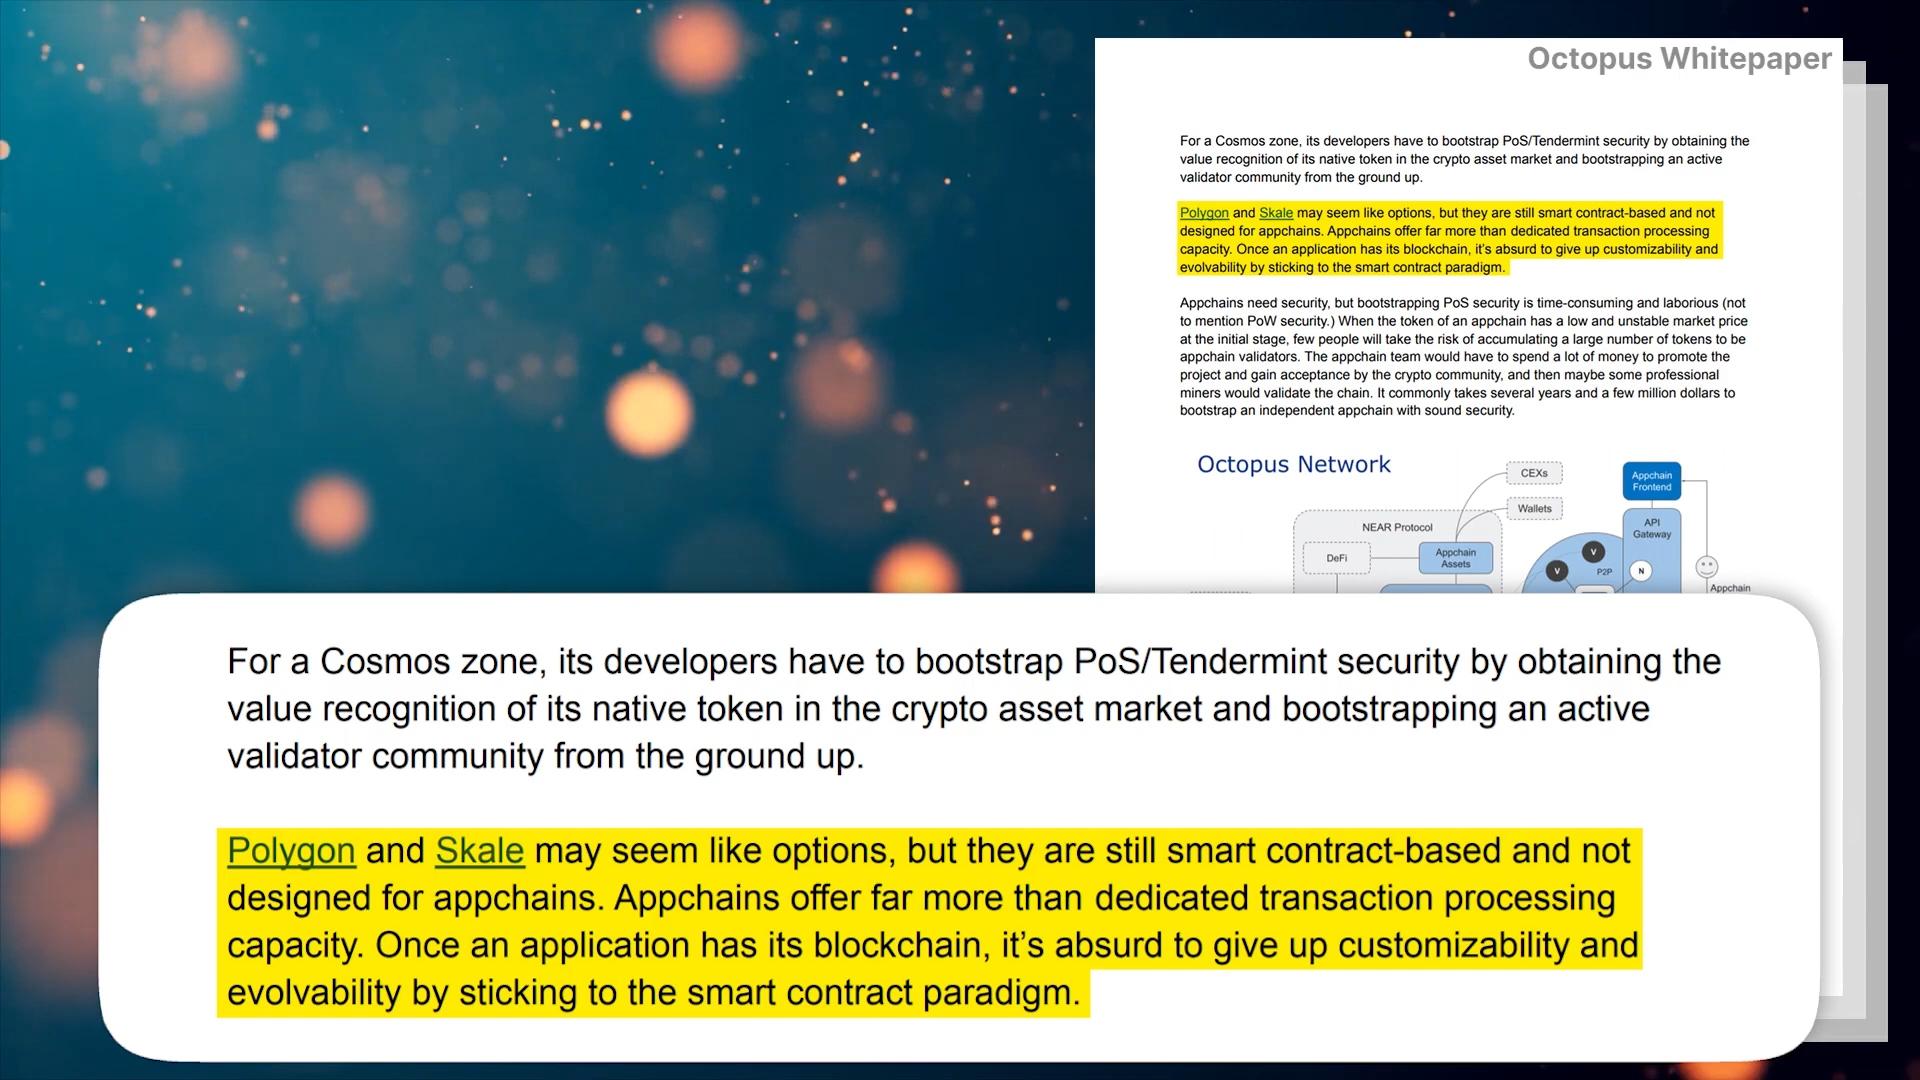 Octopus Whitepaper
For a Cosmos zone, its developers have to bootstrap PoS/Tendermint security by obtaining the
value recognition of its native token in the crypto asset market and bootstrapping an active
validator community from the ground up.
Polygon and Skale may seem like options, but they are still smart contract-based and not
designed for appchains. Appchains offer far more than dedicated transaction processing
capacity. Once an application has its blockchain, it’s absurd to give up customizability and
evolvability by sticking to the smart contract paradigm.
Appchains need security, but bootstrapping PoS security is time-consuming and laborious (not
to mention PoW security.) When the token of an appchain has a low and unstable market price
at the initial stage, few people will take the risk of accumulating a large number of tokens to be
appchain validators. The appchain team would have to spend a lot of money to promote the
project and gain acceptance by the crypto community, and then maybe some professional
miners would validate the chain. It commonly takes several years and a few million dollars to
bootstrap an independent appchain with sound security.
Octopus Network
CEXs
Appchain
Frontend
Wallets
NEAR Protocol
API
Gateway
DeFi
Appchain
Assets
V
V
P2P
N
Appchain
For a Cosmos zone, its developers have to bootstrap PoS/Tendermint security by obtaining the
value recognition of its native token in the crypto asset market and bootstrapping an active
validator community from the ground up.
Polygon and Skale may seem like options, but they are still smart contract-based and not
designed for appchains. Appchains offer far more than dedicated transaction processing
capacity. Once an application has its blockchain, it’s absurd to give up customizability and
evolvability by sticking to the smart contract paradigm.